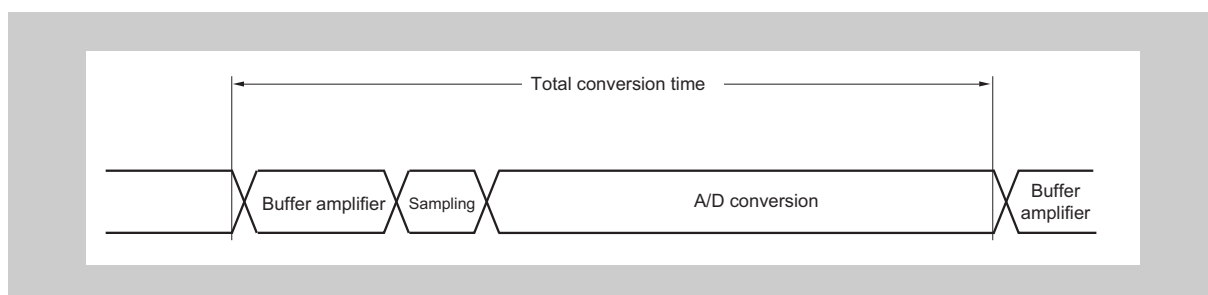 Total conversion time
Buffer amplifier
Sampling
A/D conversion
Buffer
amplifier